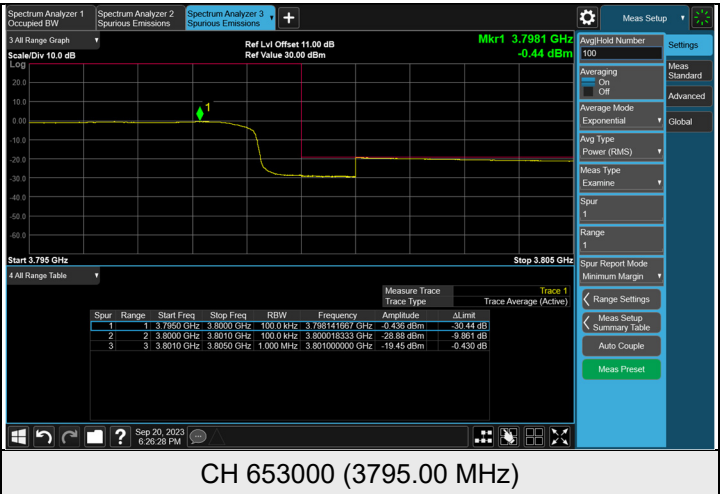 Spectrum Analyzer 1
Occupied BW
Spectrum Analyzer 2
Spurious Emissions
Spectrum Analyzer 3
Spurious Emissions
+
Meas Setup
3 All Range Graph
Ref Lvl Offset 11.00 dB
Mkr1 3.7981 GHz
Scale/Div 10.0 dB
Ref Value 30.00 dBm
-0.44 dBm
Log
20.0
10.0
0.00
-10.0
-20.0
-30.0
-40.0
-50.0
-60.0
1
Start 3.795 GHz
Stop 3.805 GHz
4 All Range Table
Measure Trace Trace 1
Trace Type Trace Average (Active)
Spur Range Start Freq Stop Freq RBW Frequency Amplitude ΔLimit
1 1 3.7950 GHz 3.8000 GHz 100.0 kHz 3.798141667 GHz -0.436 dBm -30.44 dB
2 2 3.8000 GHz 3.8010 GHz 100.0 kHz 3.800018333 GHz -28.88 dBm -9.861 dB
3 3 3.8010 GHz 3.8050 GHz 1.000 MHz 3.801000000 GHz -19.45 dBm -0.430 dB
Avg|Hold Number
100
Averaging
On
Off
Average Mode
Exponential
Avg Type
Power (RMS)
Meas Type
Examine
Spur
1
Range
1
Spur Report Mode
Minimum Margin
Range Settings
Meas Setup
Summary Table
Auto Couple
Meas Preset
Settings
Meas
Standard
Advanced
Global
?
Sep 20, 2023
6:26:28 PM
CH 653000 (3795.00 MHz)